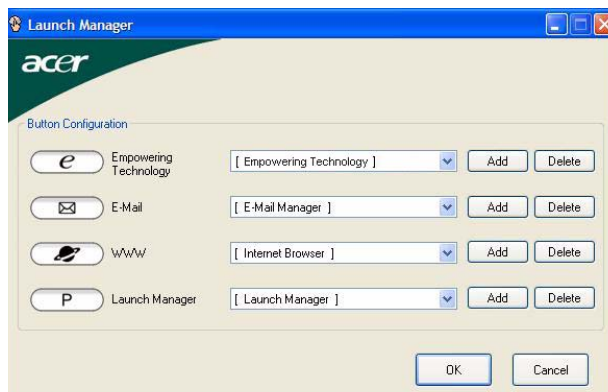 Launch Manager
acer
Button Configuration
e Empowering Technology [ Empowering Technology ] Add Delete
E-Mail [ E-Mail Manager ] Add Delete
WWW [ Internet Browser ] Add Delete
P Launch Manager [ Launch Manager ] Add Delete
OK Cancel